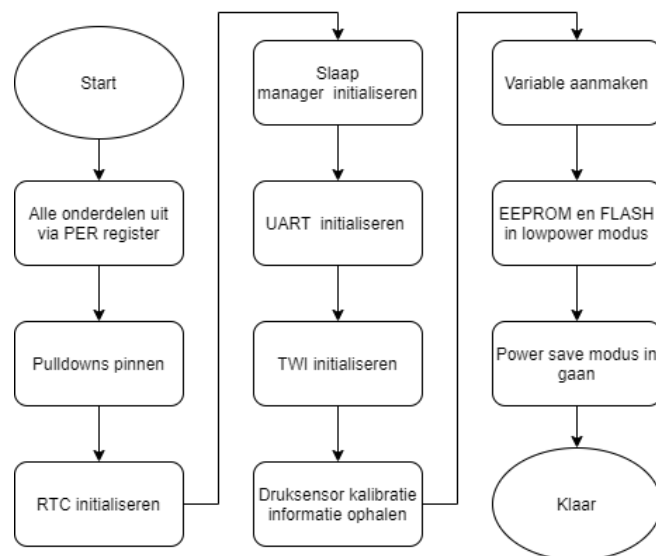 Start
Alle onderdelen uit
via PER register
Pulldowns pinnen
RTC initialiseren
Slaap
manager initialiseren
UART initialiseren
TWI initialiseren
Druksensor kalibratie
informatie ophalen
Variable aanmaken
EEPROM en FLASH
in lowpower modus
Power save modus in
gaan
Klaar